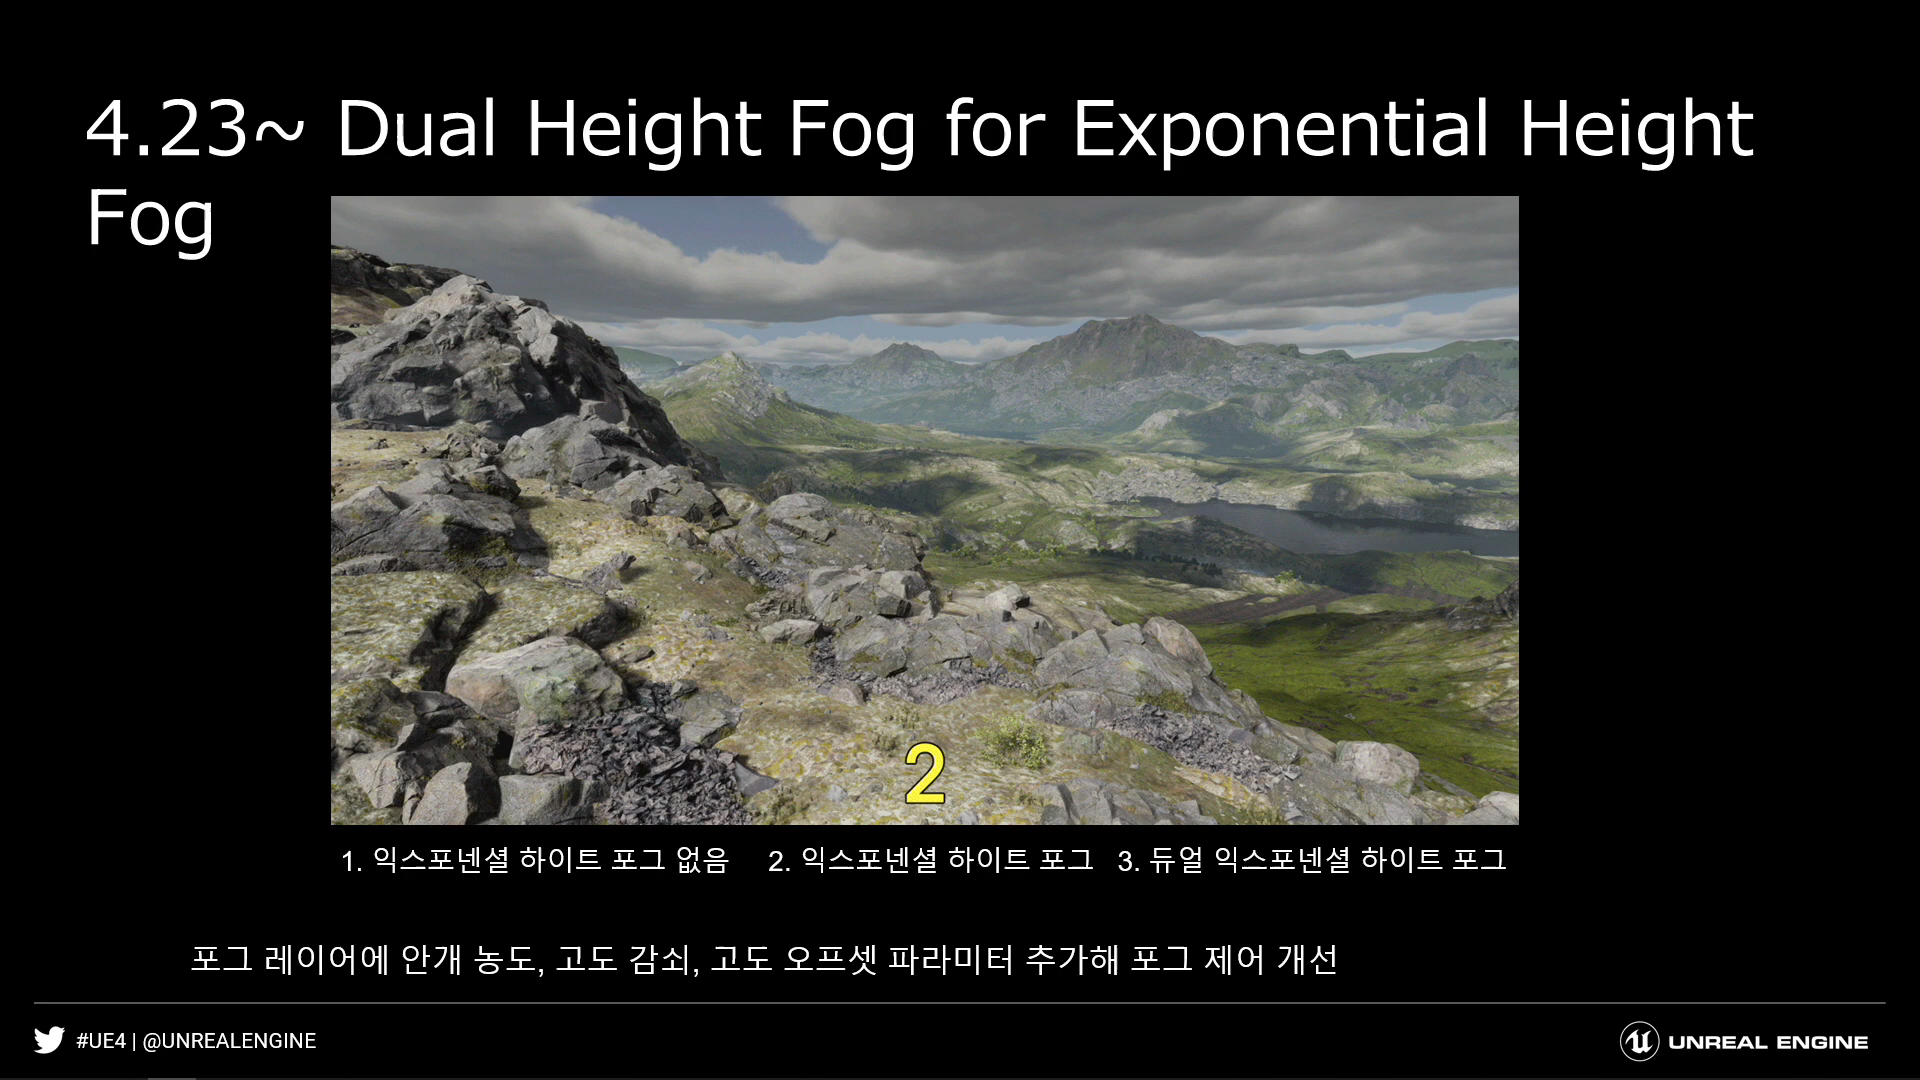 4.23~ Dual Height Fog for Exponential Height
Fog
2
1. 익스포넨셜 하이트 포그 없음 2. 익스포넨셜 하이트 포그 3. 듀얼 익스포넨셜 하이트 포그
포그 레이어에 안개 농도, 고도 감쇠, 고도 오프셋 파라미터 추가해 포그 제어 개선
#UE4 | @UNREALENGINE
UNREAL ENGINE